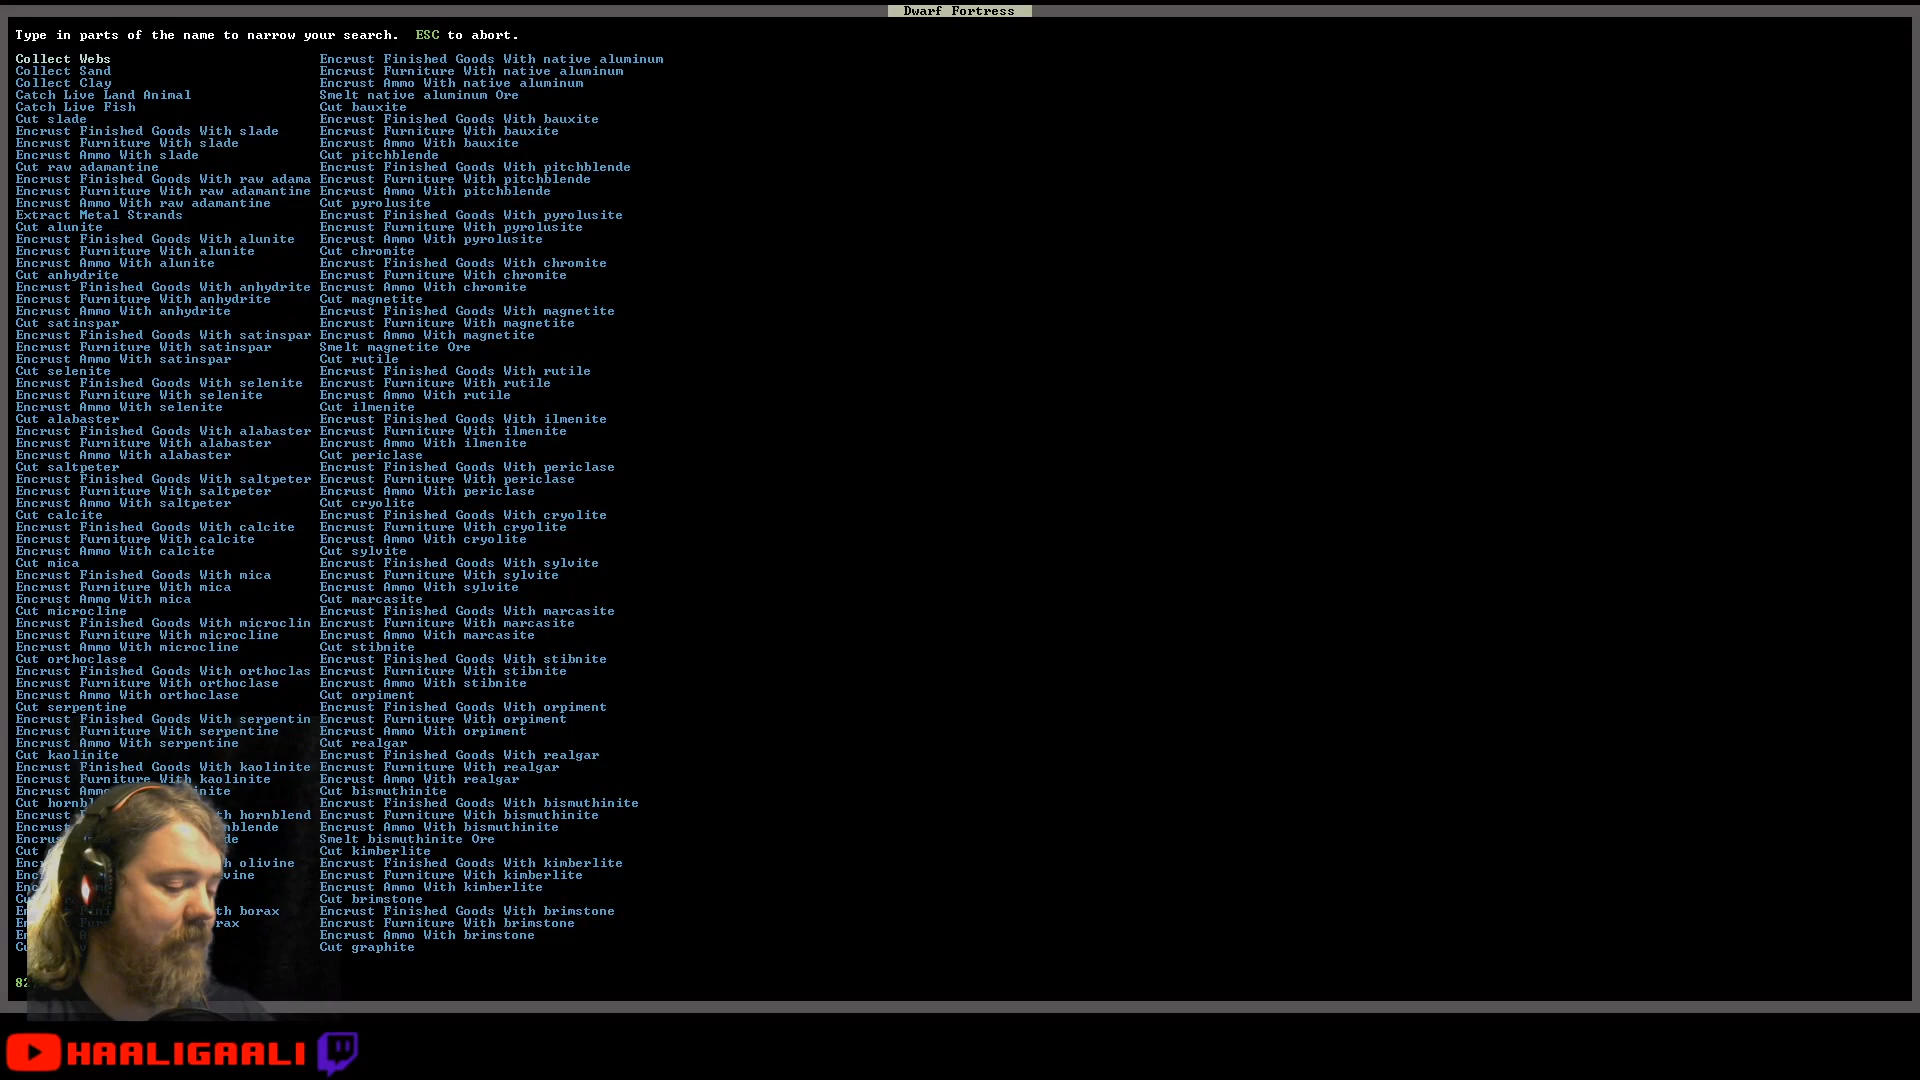 Dwarf Fortress
Type in parts of the name to narrow your search.  ESC to abort.
Collect Webs
Collect Sand
Collect Clay
Catch Live Land Animal
Catch Live Fish
Cut slade
Encrust Finished Goods With slade
Encrust Furniture With slade
Encrust Ammo With slade
Cut raw adamantine
Encrust Finished Goods With raw adama
Encrust Furniture With raw adamantine
Encrust Ammo With raw adamantine
Extract Metal Strands
Cut alunite
Encrust Finished Goods With alunite
Encrust Furniture With alunite
Encrust Ammo With alunite
Cut anhydrite
Encrust Finished Goods With anhydrite
Encrust Furniture With anhydrite
Encrust Ammo With anhydrite
Cut satinspar
Encrust Finished Goods With satinspar
Encrust Furniture With satinspar
Encrust Ammo With satinspar
Cut selenite
Encrust Finished Goods With selenite
Encrust Furniture With selenite
Encrust Ammo With selenite
Cut alabaster
Encrust Finished Goods With alabaster
Encrust Furniture With alabaster
Encrust Ammo With alabaster
Cut saltpeter
Encrust Finished Goods With saltpeter
Encrust Furniture With saltpeter
Encrust Ammo With saltpeter
Cut calcite
Encrust Finished Goods With calcite
Encrust Furniture With calcite
Encrust Ammo With calcite
Cut mica
Encrust Finished Goods With mica
Encrust Furniture With mica
Encrust Ammo With mica
Cut microcline
Encrust Finished Goods With microclin
Encrust Furniture With microcline
Encrust Ammo With microcline
Cut orthoclase
Encrust Finished Goods With orthoclas
Encrust Furniture With orthoclase
Encrust Ammo With orthoclase
Cut serpentine
Encrust Finished Goods With serpentin
Encrust Furniture With serpentine
Encrust Ammo With serpentine
Cut kaolinite
Encrust Finished Goods With kaolinite
Encrust Furniture With kaolinite
Encrust
Cut
hornblend
Encrust
Cut
olivine
borax
Encrust Finished Goods With native aluminum
Encrust Furniture With native aluminum
Encrust Ammo With native aluminum
Smelt native aluminum Ore
Cut bauxite
Encrust Finished Goods With bauxite
Encrust Furniture With bauxite
Encrust Ammo With bauxite
Cut pitchblende
Encrust Finished Goods With pitchblende
Encrust Furniture With pitchblende
Encrust Ammo With pitchblende
Cut pyrolusite
Encrust Finished Goods With pyrolusite
Encrust Furniture With pyrolusite
Encrust Ammo With pyrolusite
Cut chromite
Encrust Finished Goods With chromite
Encrust Furniture With chromite
Encrust Ammo With chromite
Cut magnetite
Encrust Finished Goods With magnetite
Encrust Furniture With magnetite
Encrust Ammo With magnetite
Smelt magnetite Ore
Cut rutile
Encrust Finished Goods With rutile
Encrust Furniture With rutile
Encrust Ammo With rutile
Cut ilmenite
Encrust Finished Goods With ilmenite
Encrust Furniture With ilmenite
Encrust Ammo With ilmenite
Cut periclase
Encrust Finished Goods With periclase
Encrust Furniture With periclase
Encrust Ammo With periclase
Cut cryolite
Encrust Finished Goods With cryolite
Encrust Furniture With cryolite
Encrust Ammo With cryolite
Cut sylvite
Encrust Finished Goods With sylvite
Encrust Furniture With sylvite
Encrust Ammo With sylvite
Cut marcasite
Encrust Finished Goods With marcasite
Encrust Furniture With marcasite
Encrust Ammo With marcasite
Cut stibnite
Encrust Finished Goods With stibnite
Encrust Furniture With stibnite
Encrust Ammo With stibnite
Cut orpiment
Encrust Finished Goods With orpiment
Encrust Furniture With orpiment
Encrust Ammo With orpiment
Cut realgar
Encrust Finished Goods With realgar
Encrust Furniture With realgar
Encrust Ammo With realgar
Cut bismuthinite
Encrust Finished Goods With bismuthinite
Encrust Furniture With bismuthinite
Encrust Ammo With bismuthinite
Smelt bismuthinite Ore
Cut kimberlite
Encrust Finished Goods With kimberlite
Encrust Furniture With kimberlite
Encrust Ammo With kimberlite
Cut brimstone
Encrust Finished Goods With brimstone
Encrust Furniture With brimstone
Encrust Ammo With brimstone
Cut graphite
HAALIGAALI